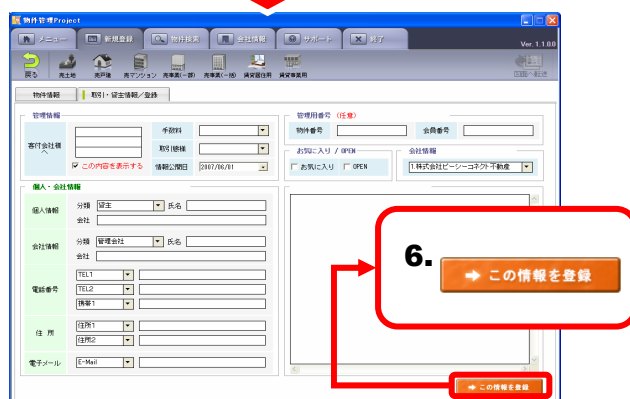 物件管理Project
メニュー 新規登録 物件検索 会社情報 サポート 終了
Ver.1.1.0.8
戻る 売土地 売戸建 売マンション 売事業(一部) 売事業(一括) 賃貸居住用 賃貸事業用
物件情報 取引・貸主情報/登録
管理情報
手数料
取引態様
この内容を表示する 情報公開日 2007/06/01
管理用番号 (任意)
物件番号 会員番号
お気に入り / OPEN 会社情報
お気に入り OPEN 1.株式会社ピーシーコネクト不動産
個人・会社情報
個人情報 分類 貸主 氏名
会社
会社情報 分類 管理会社 氏名
会社
電話番号 TEL1
TEL2
携帯1
住 所 住所1
住所2
電子メール E-Mail
6.
この情報を登録
この情報を登録